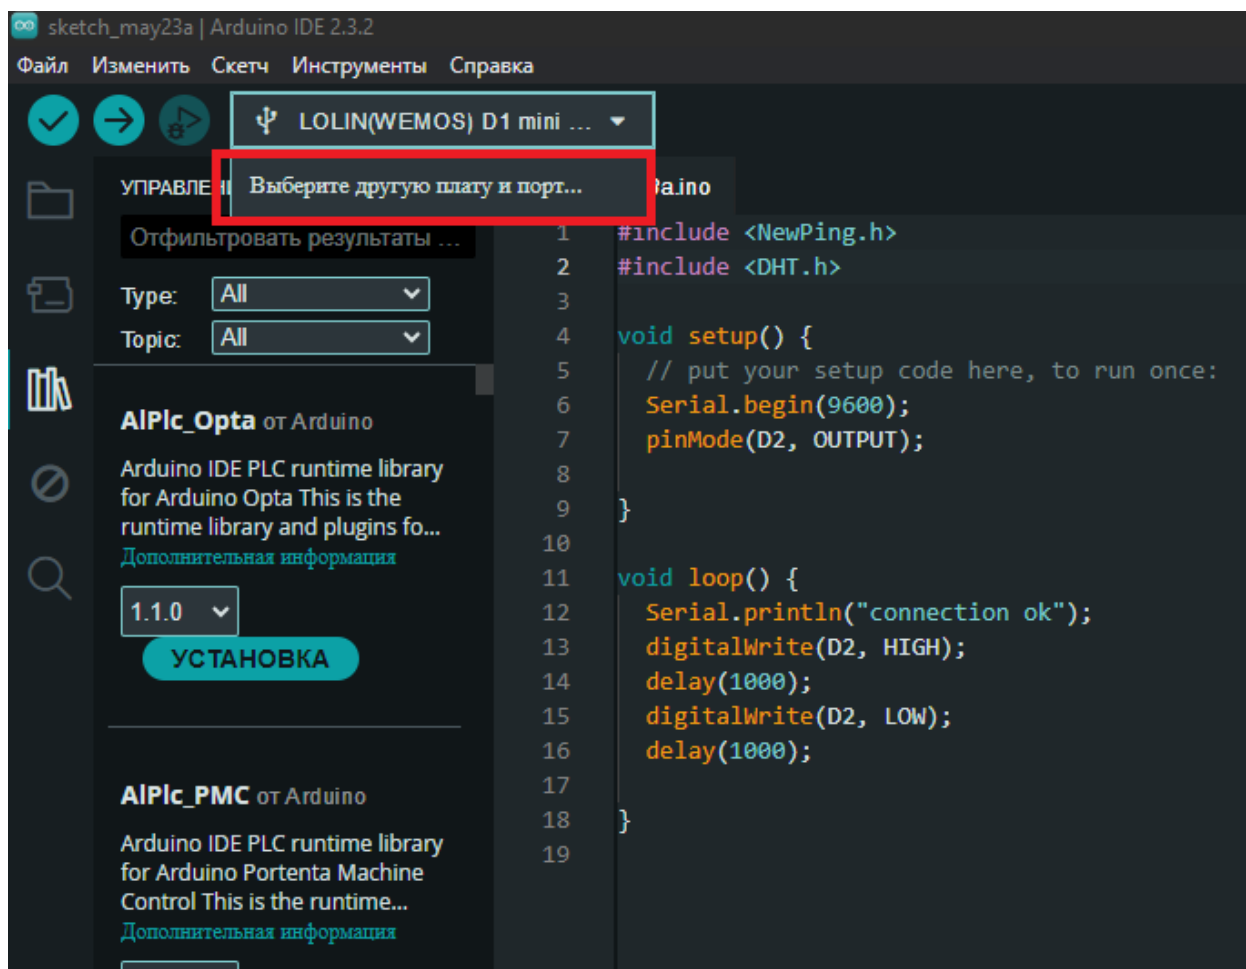 sketch_may23a | Arduino IDE 2.3.2
Файл Изменить Скетч Инструменты Справка
LOLIN(WEMOS) D1 mini ...
Выберите другую плату и порт...
УПРАВЛЕ
3a.ino
Отфильтровать результаты ...
Type: All
Topic: All
AlPlc_Opta от Arduino
Arduino IDE PLC runtime library
for Arduino Opta This is the
runtime library and plugins fo...
Дополнительная информация
1.1.0
УСТАНОВКА
AlPlc_PMC от Arduino
Arduino IDE PLC runtime library
for Arduino Portenta Machine
Control This is the runtime...
Дополнительная информация
1 #include <NewPing.h>
2 #include <DHT.h>
3
4 void setup() {
5 // put your setup code here, to run once:
6 Serial.begin(9600);
7 pinMode(D2, OUTPUT);
8
9 }
10
11 void loop() {
12 Serial.println("connection ok");
13 digitalWrite(D2, HIGH);
14 delay(1000);
15 digitalWrite(D2, LOW);
16 delay(1000);
17
18 }
19